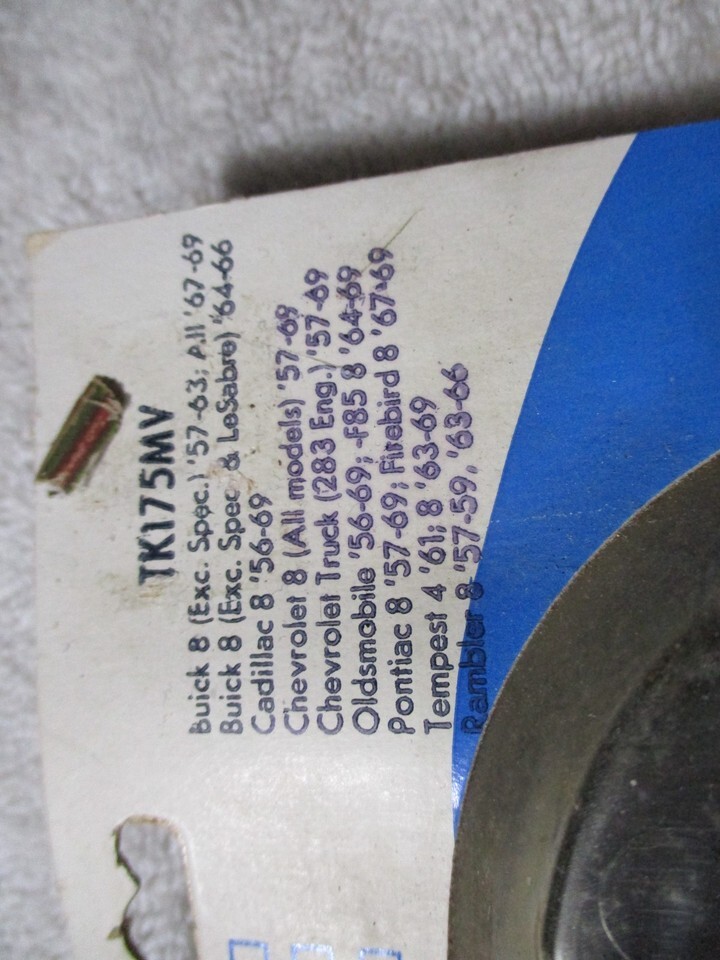 TK175MV
Buick 8 (Exc. Spec.) '57-63; All '67-69
Buick 8 (Exc. Spec. & LeSabre) '64-66
Cadillac 8 '56-69
Chevrolet 8 (All models) '57-69
Chevrolet Truck (283 Eng.) '57-69
Oldsmobile '56-69; -F85 8 '64-69
Pontiac 8 '57-69; Firebird 8 '67-69
Tempest 4 '61; 8 '63-69
Rambler 8 '57-59, '63-66